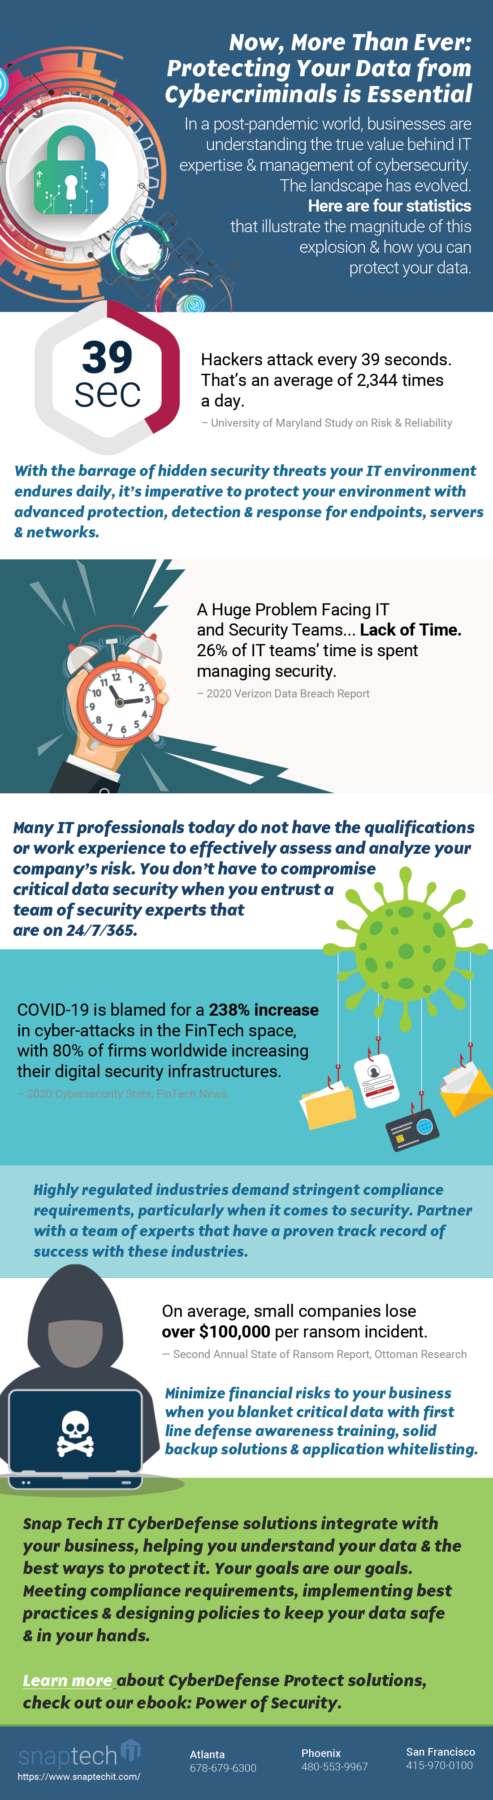 Now, More Than Ever:
Protecting Your Data from
Cybercriminals is Essential
In a post-pandemic world, businesses are
understanding the true value behind IT
expertise & management of cybersecurity.
The landscape has evolved.
Here are four statistics
that illustrate the magnitude of this
explosion & how you can
protect your data.
39
sec
Hackers attack every 39 seconds.
That's an average of 2,344 times
a day.
– University of Maryland Study on Risk & Reliability
With the barrage of hidden security threats your IT environment
endures daily, it's imperative to protect your environment with
advanced protection, detection & response for endpoints, servers
& networks.
A Huge Problem Facing IT
and Security Teams... Lack of Time.
26% of IT teams' time is spent
managing security.
– 2020 Verizon Data Breach Report
12
1
2
3
4
5
6
7
8
9
10
11
Many IT professionals today do not have the qualifications
or work experience to effectively assess and analyze your
company's risk. You don't have to compromise
critical data security when you entrust a
team of security experts that
are on 24/7/365.
COVID-19 is blamed for a 238% increase
in cyber-attacks in the FinTech space,
with 80% of firms worldwide increasing
their digital security infrastructures.
– 2020 Cybersecurity Stats, FinTech News
Highly regulated industries demand stringent compliance
requirements, particularly when it comes to security. Partner
with a team of experts that have a proven track record of
success with these industries.
On average, small companies lose
over $100,000 per ransom incident.
— Second Annual State of Ransom Report, Ottoman Research
Minimize financial risks to your business
when you blanket critical data with first
line defense awareness training, solid
backup solutions & application whitelisting.
Snap Tech IT CyberDefense solutions integrate with
your business, helping you understand your data & the
best ways to protect it. Your goals are our goals.
Meeting compliance requirements, implementing best
practices & designing policies to keep your data safe
& in your hands.
Learn more about CyberDefense Protect solutions,
check out our ebook: Power of Security.
snaptech it
https://www.snaptechit.com/
Atlanta
678-679-6300
Phoenix
480-553-9967
San Francisco
415-970-0100